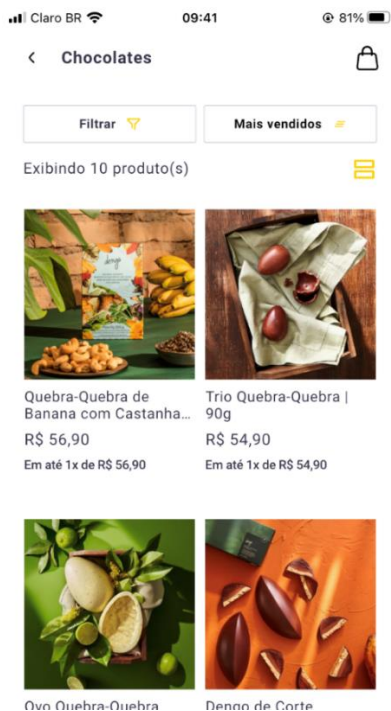 Claro BR 09:41 81%
Chocolates
Filtrar Mais vendidos
Exibindo 10 produto(s)
dengo
Quebra-Quebra de
Banana com Castanha...
R$ 56,90
Em até 1x de R$ 56,90
Trio Quebra-Quebra |
90g
R$ 54,90
Em até 1x de R$ 54,90
Ovo Quebra-Quebra
Dengo de Corte